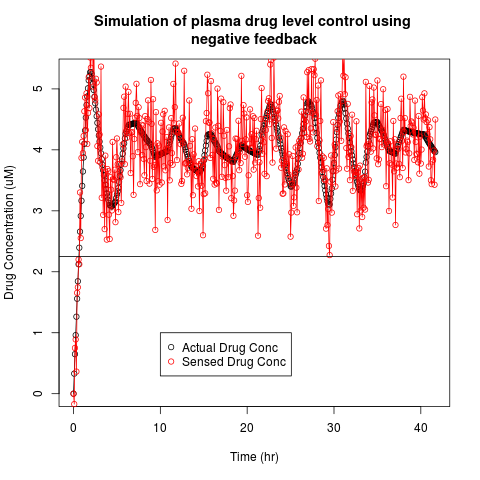 Simulation of plasma drug level control using
negative feedback
Drug Concentration (uM)
5
4
3
2
1
0
Actual Drug Conc
Sensed Drug Conc
0 10 20 30 40
Time (hr)